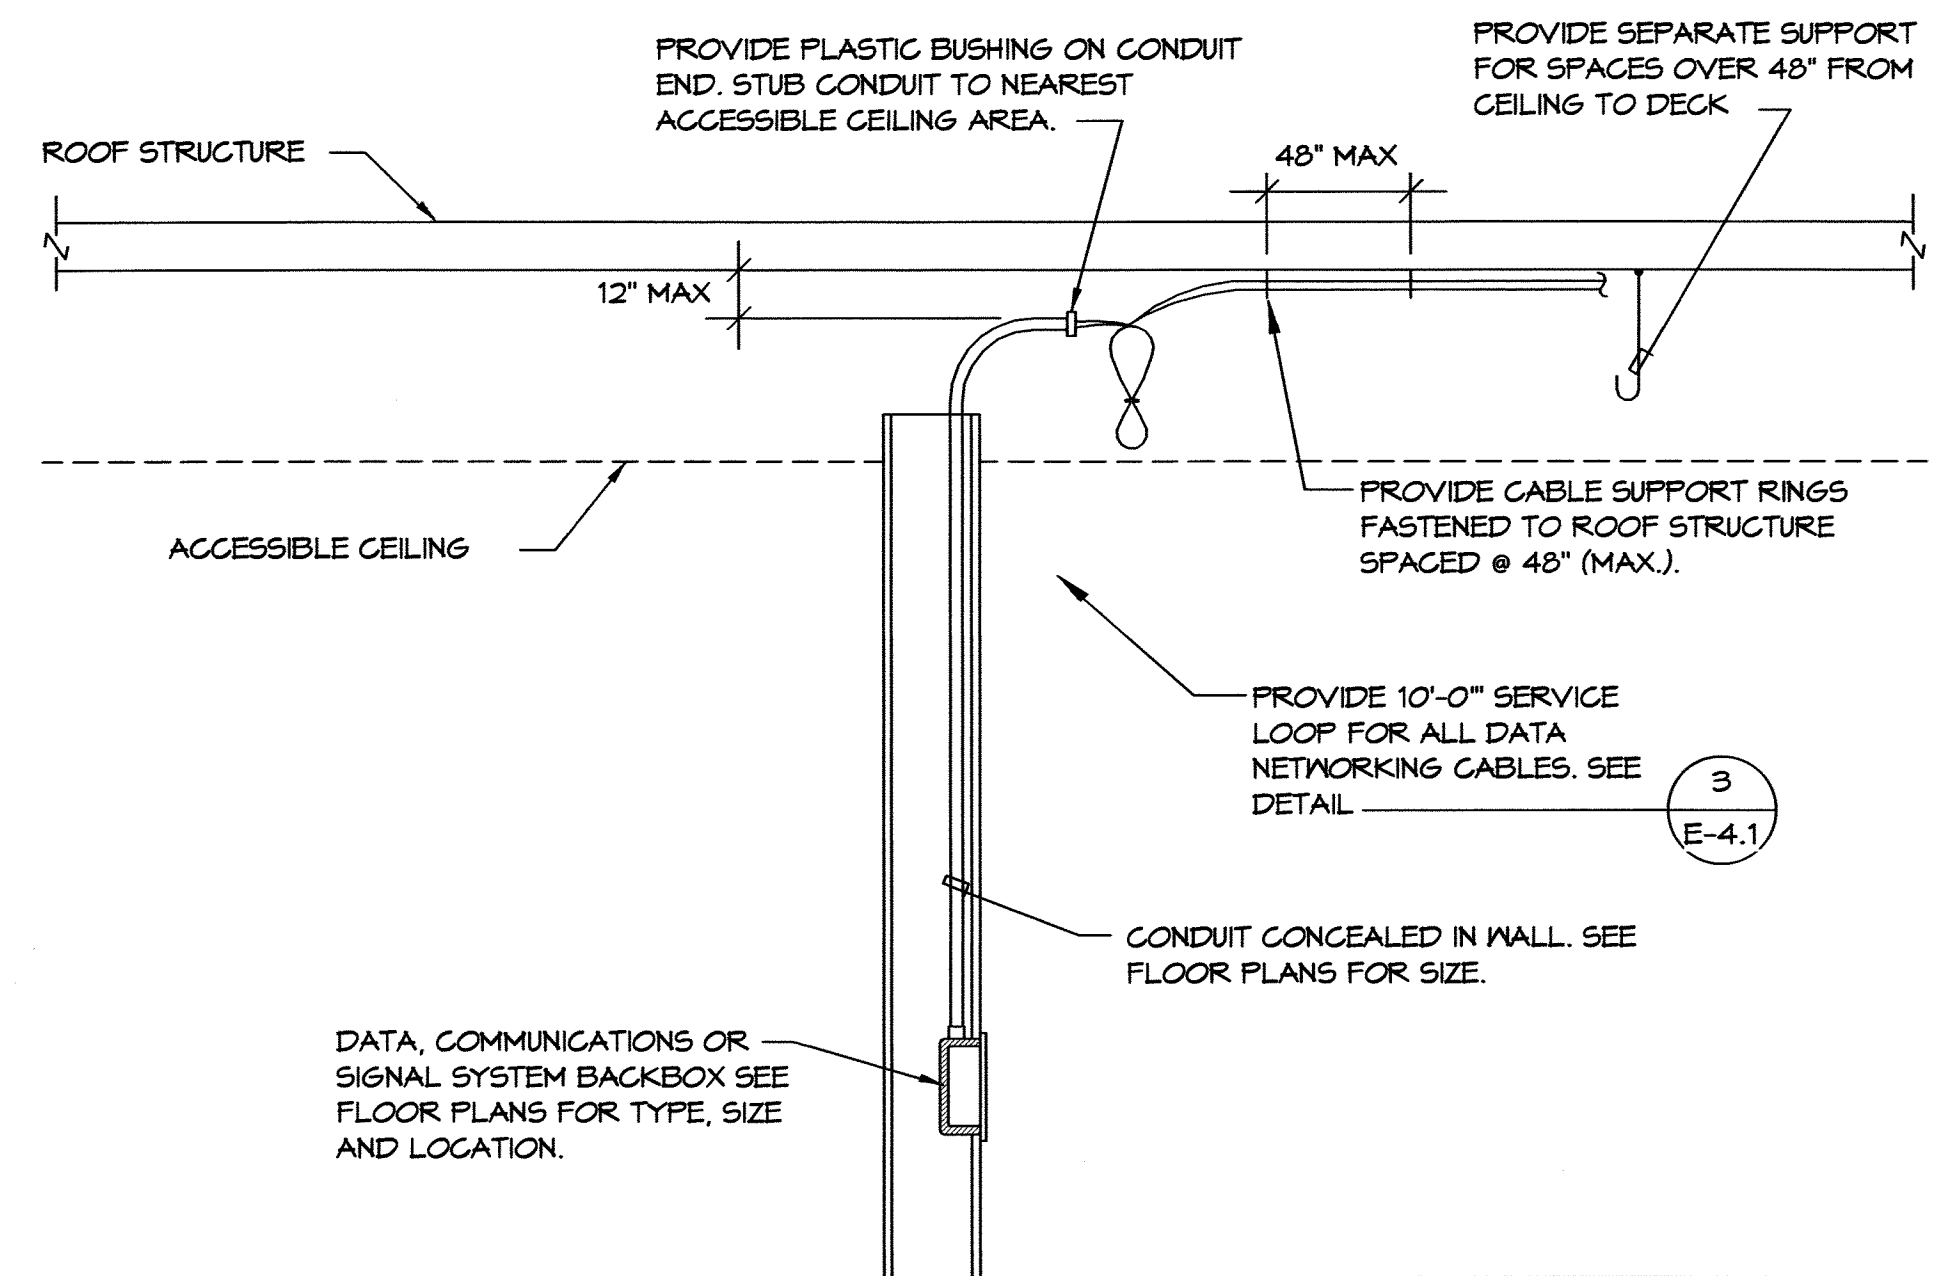 PROVIDE PLASTIC BUSHING ON CONDUIT
END. STUB CONDUIT TO NEAREST
ACCESSIBLE CEILING AREA.
PROVIDE SEPARATE SUPPORT
FOR SPACES OVER 48" FROM
CEILING TO DECK
ROOF STRUCTURE
48" MAX
12" MAX
PROVIDE CABLE SUPPORT RINGS
FASTENED TO ROOF STRUCTURE
SPACED @ 48" (MAX.).
ACCESSIBLE CEILING
PROVIDE 10'-0'" SERVICE
LOOP FOR ALL DATA
NETWORKING CABLES. SEE
DETAIL
3
E-4.1
CONDUIT CONCEALED IN WALL. SEE
FLOOR PLANS FOR SIZE.
DATA, COMMUNICATIONS OR
SIGNAL SYSTEM BACKBOX SEE
FLOOR PLANS FOR TYPE, SIZE
AND LOCATION.